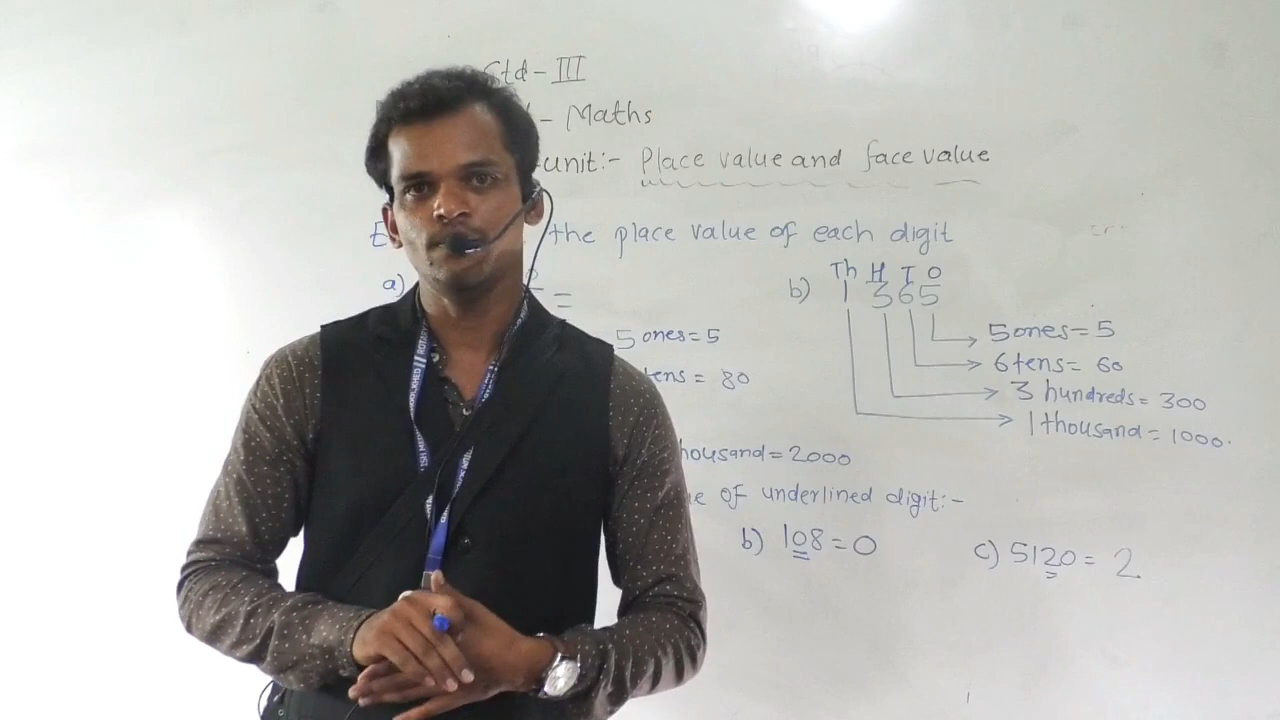 Std - III
- Maths
unit:- Place value and face value
E the place value of each digit
a) =
5 ones = 5
tens = 80
housand = 2000
b) Th H T O
1 3 6 5
5 ones = 5
6 tens = 60
3 hundreds = 300
1 thousand = 1000.
e of underlined digit:-
b) 108 = 0
c) 5120 = 2
ROTARY